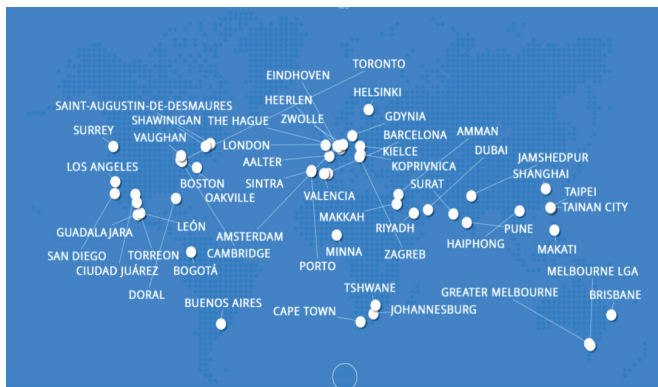 TORONTO
EINDHOVEN
HELSINKI
HEERLEN
SAINT-AUGUSTIN-DE-DESMAURES
ZWOLLE
GDYNIA
SHAWINIGAN
THE HAGUE
SURREY
VAUGHAN
LONDON
BARCELONA
AMMAN
KIELCE
DUBAI
AALTER
KOPRIVNICA
JAMSHEDPUR
LOS ANGELES
SHANGHAI
BOSTON
SINTRA
SURAT
TAIPEI
OAKVILLE
VALENCIA
TAINAN CITY
MAKKAH
GUADALAJARA
LEÓN
AMSTERDAM
RIYADH
PUNE
HAIPHONG
SAN DIEGO
TORREON
CAMBRIDGE
MINNA
ZAGREB
MAKATI
CIUDAD JUÁREZ
BOGOTÁ
PORTO
MELBOURNE LGA
DORAL
TSHWANE
GREATER MELBOURNE
BRISBANE
BUENOS AIRES
CAPE TOWN
JOHANNESBURG